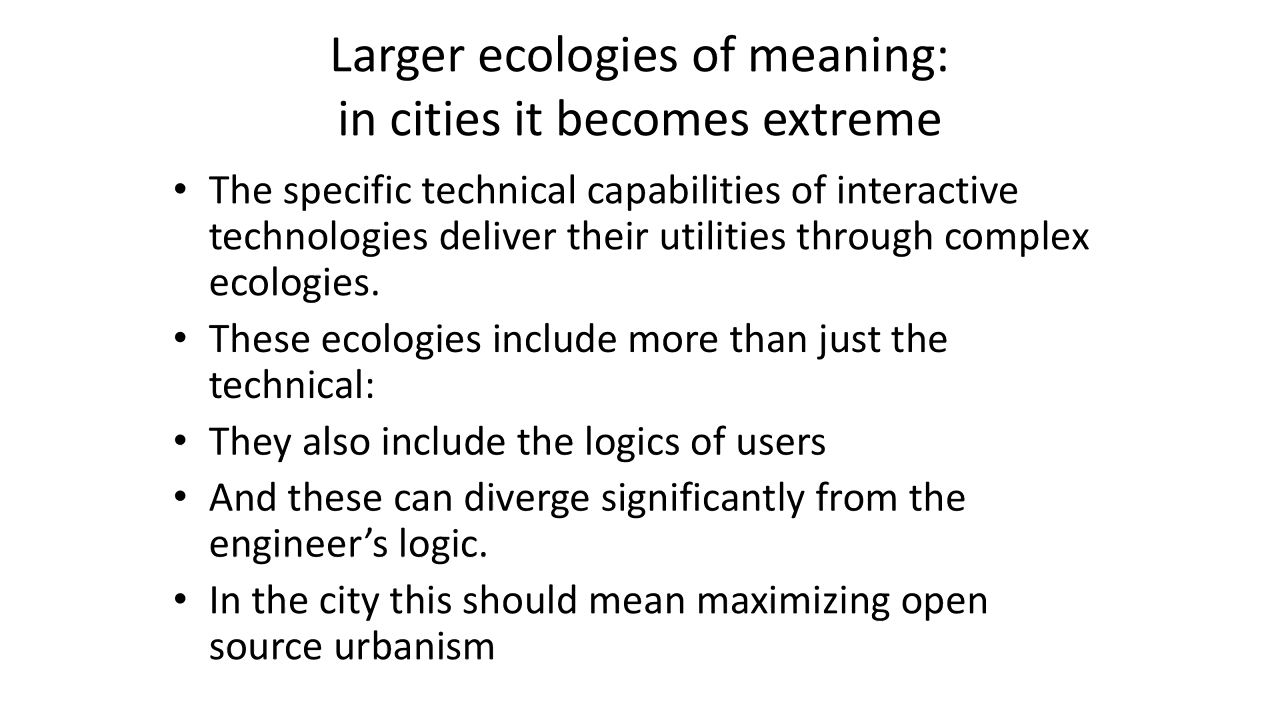 Larger ecologies of meaning:
in cities it becomes extreme
• The specific technical capabilities of interactive
technologies deliver their utilities through complex
ecologies.
• These ecologies include more than just the
technical:
• They also include the logics of users
• And these can diverge significantly from the
engineer’s logic.
• In the city this should mean maximizing open
source urbanism